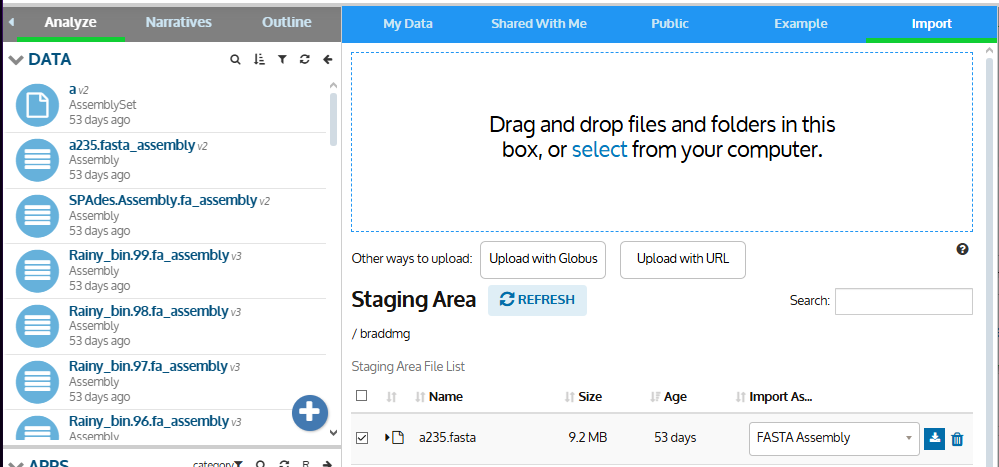 Analyze Narratives Outline
DATA
a v2
AssemblySet
53 days ago
a235.fasta_assembly v2
Assembly
53 days ago
SPAdes.Assembly.fa_assembly v2
Assembly
53 days ago
Rainy_bin.99.fa_assembly v3
Assembly
53 days ago
Rainy_bin.98.fa_assembly v3
Assembly
53 days ago
Rainy_bin.97.fa_assembly v3
Assembly
53 days ago
Rainy_bin.96.fa_assembly v3
Assembly
APPS category R
My Data Shared With Me Public Example Import
Drag and drop files and folders in this
box, or select from your computer.
Other ways to upload: Upload with Globus Upload with URL
Staging Area REFRESH Search:
/ braddmg
Staging Area File List
Name Size Age Import As...
a235.fasta 9.2 MB 53 days FASTA Assembly